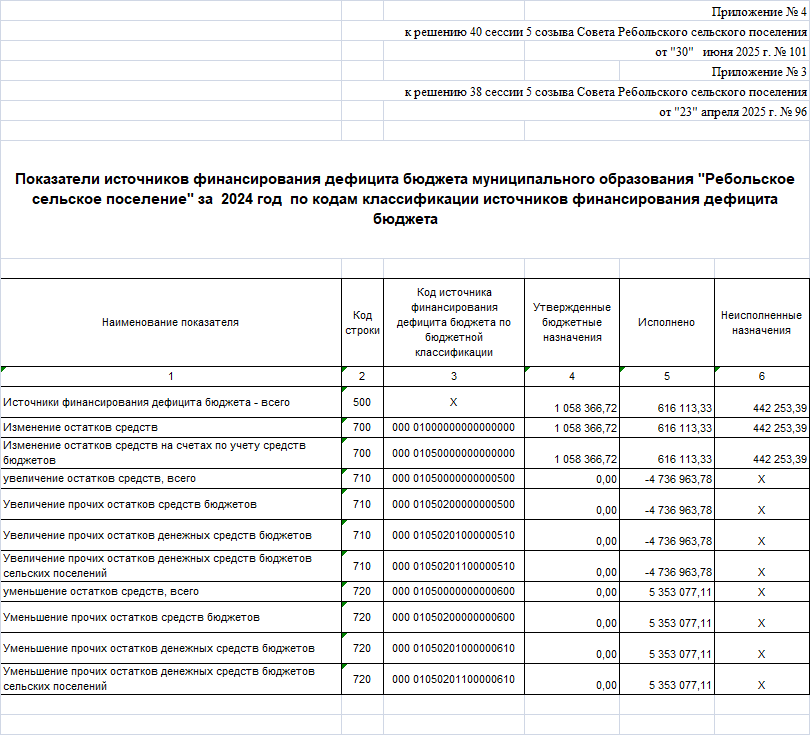 Приложение № 4
к решению 40 сессии 5 созыва Совета Ребольского сельского поселения
от "30"   июня 2025 г. № 101
Приложение № 3
к решению 38 сессии 5 созыва Совета Ребольского сельского поселения
от "23" апреля 2025 г. № 96
Показатели источников финансирования дефицита бюджета муниципального образования "Ребольское
сельское поселение" за  2024 год  по кодам классификации источников финансирования дефицита
бюджета
Наименование показателя
Код
строки
Код источника
финансирования
дефицита бюджета по
бюджетной
классификации
Утвержденные
бюджетные
назначения
Исполнено
Неисполненные
назначения
1 2 3 4 5 6
Источники финансирования дефицита бюджета - всего 500 X 1 058 366,72 616 113,33 442 253,39
Изменение остатков средств 700 000 01000000000000000 1 058 366,72 616 113,33 442 253,39
Изменение остатков средств на счетах по учету средств
бюджетов 700 000 01050000000000000 1 058 366,72 616 113,33 442 253,39
увеличение остатков средств, всего 710 000 01050000000000500 0,00 -4 736 963,78 X
Увеличение прочих остатков средств бюджетов 710 000 01050200000000500 0,00 -4 736 963,78 X
Увеличение прочих остатков денежных средств бюджетов 710 000 01050201000000510 0,00 -4 736 963,78 X
Увеличение прочих остатков денежных средств бюджетов
сельских поселений 710 000 01050201100000510 0,00 -4 736 963,78 X
уменьшение остатков средств, всего 720 000 01050000000000600 0,00 5 353 077,11 X
Уменьшение прочих остатков средств бюджетов 720 000 01050200000000600 0,00 5 353 077,11 X
Уменьшение прочих остатков денежных средств бюджетов 720 000 01050201000000610 0,00 5 353 077,11 X
Уменьшение прочих остатков денежных средств бюджетов
сельских поселений 720 000 01050201100000610 0,00 5 353 077,11 X